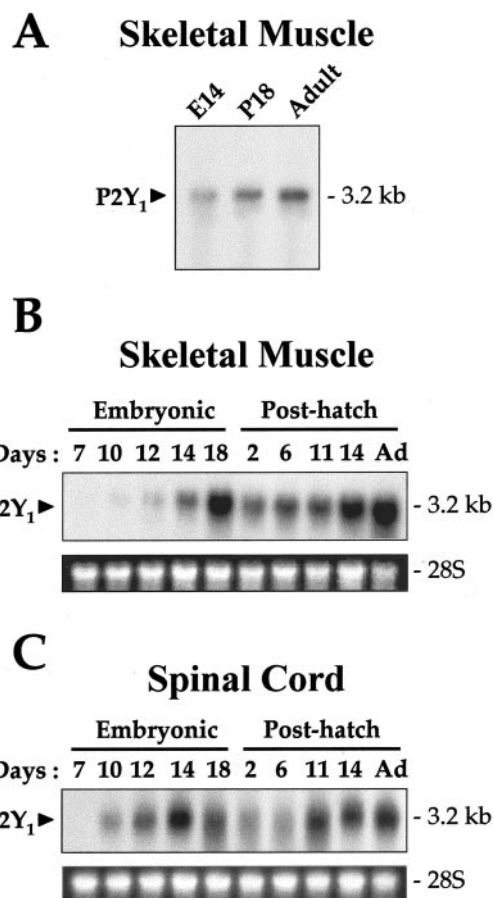 A Skeletal Muscle
E14 P18 Adult
P2Y₁ - 3.2 kb
B
Skeletal Muscle
Embryonic Post-hatch
Days : 7 10 12 14 18 2 6 11 14 Ad
2Y₁ - 3.2 kb
- 28S
C
Spinal Cord
Embryonic Post-hatch
Days : 7 10 12 14 18 2 6 11 14 Ad
2Y₁ - 3.2 kb
- 28S